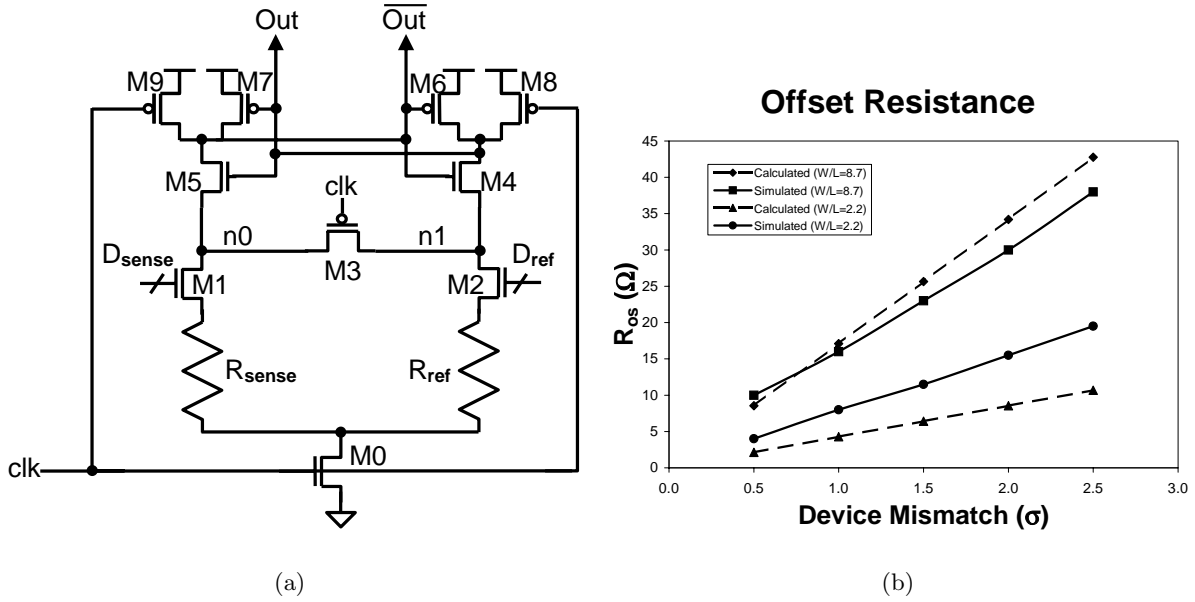 Out
Out
M9
M7
M6
M8
M5
M4
clk
n0
n1
M3
Dsense
M1
M2
Dref
Rsense
Rref
M0
clk
(a)
Offset Resistance
45
40
35
30
25
20
15
10
5
0
Calculated (W/L=8.7)
Simulated (W/L=8.7)
Calculated (W/L=2.2)
Simulated (W/L=2.2)
Ros (Ω)
0.0 0.5 1.0 1.5 2.0 2.5 3.0
Device Mismatch (σ)
(b)